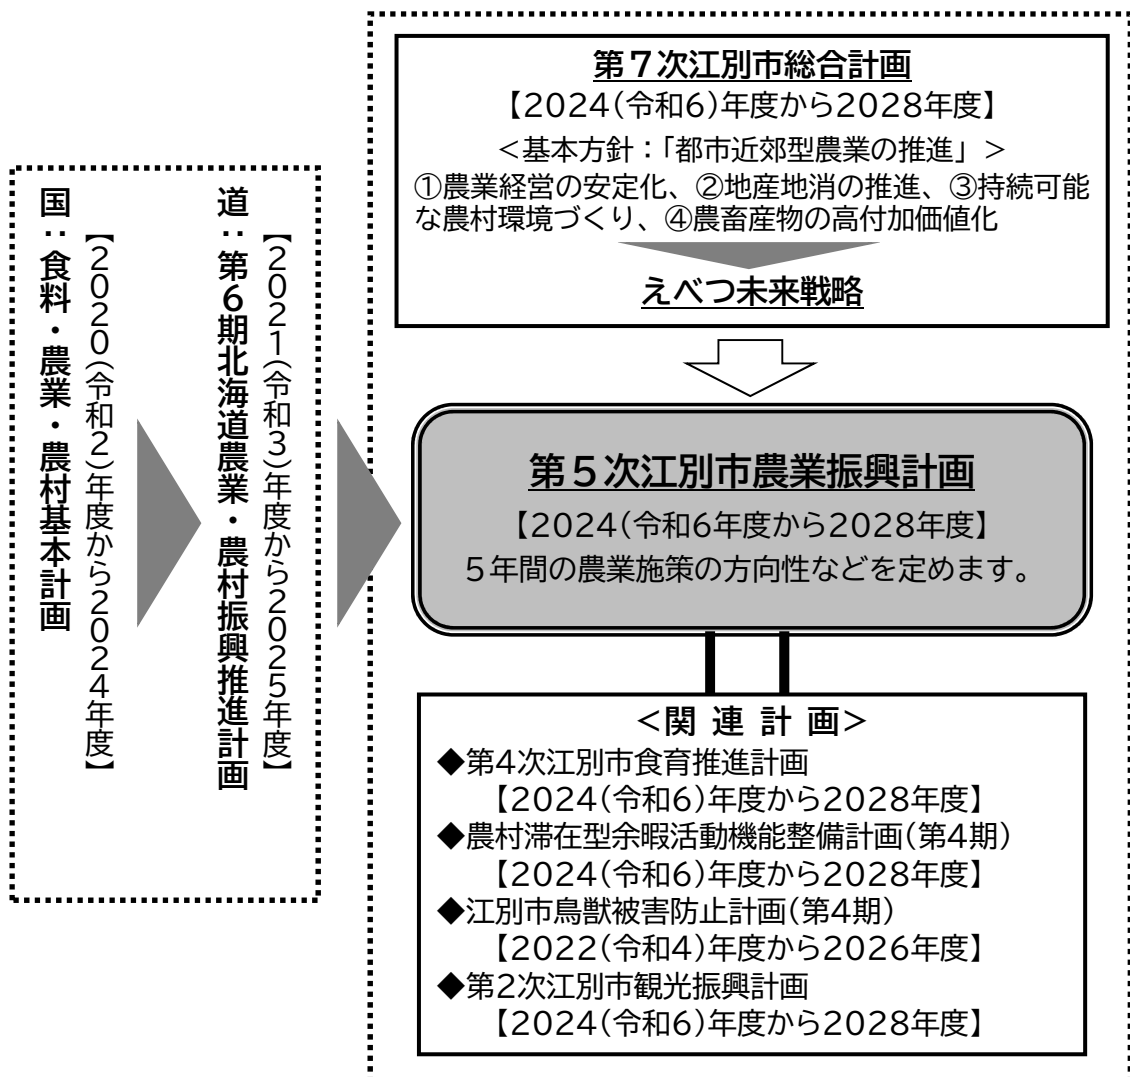 第７次江別市総合計画
【2024(令和6)年度から2028年度】
＜基本方針：「都市近郊型農業の推進」＞
①農業経営の安定化、②地産地消の推進、③持続可能
な農村環境づくり、④農畜産物の高付加価値化
えべつ未来戦略
国：食料・農業・農村基本計画
【2020(令和2)年度から2024年度】
道：第6期北海道農業・農村振興推進計画
【2021(令和3)年度から2025年度】
第５次江別市農業振興計画
【2024(令和6年度から2028年度】
５年間の農業施策の方向性などを定めます。
＜関 連 計 画＞
◆第4次江別市食育推進計画
【2024(令和6)年度から2028年度】
◆農村滞在型余暇活動機能整備計画(第4期)
【2024(令和6)年度から2028年度】
◆江別市鳥獣被害防止計画(第4期)
【2022(令和4)年度から2026年度】
◆第2次江別市観光振興計画
【2024(令和6)年度から2028年度】